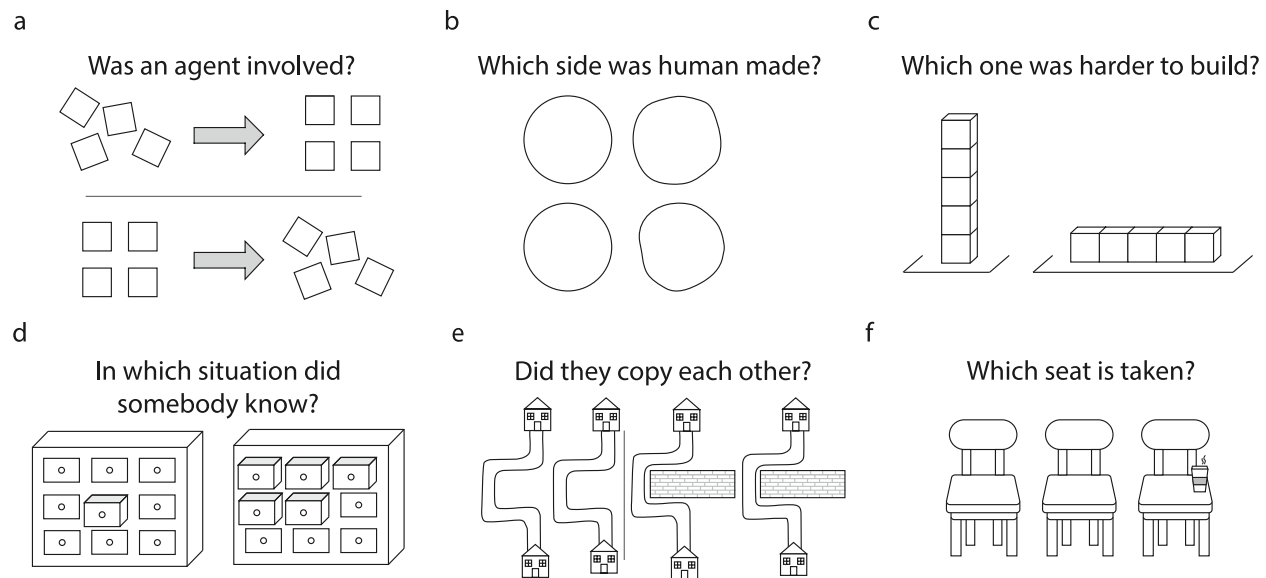 a
Was an agent involved?
b
Which side was human made?
c
Which one was harder to build?
d
In which situation did
somebody know?
e
Did they copy each other?
f
Which seat is taken?